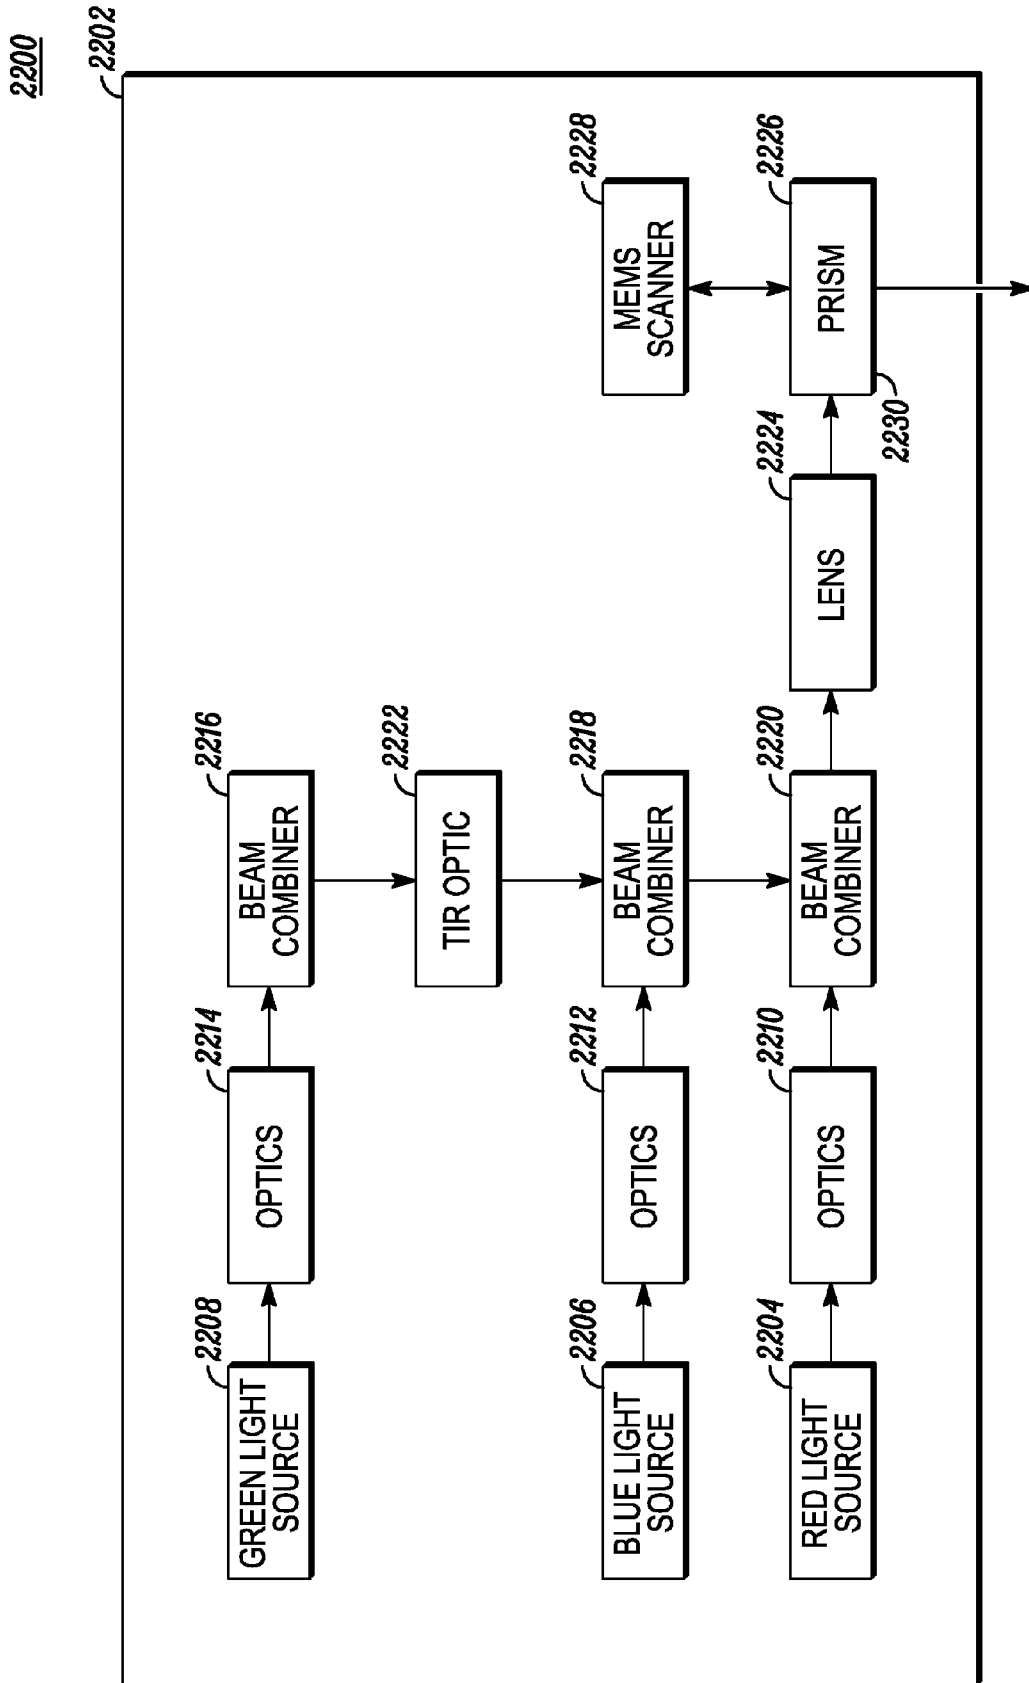 2200
2202
2208
GREEN LIGHT
SOURCE
2214
OPTICS
2216
BEAM
COMBINER
2222
TIR OPTIC
2206
BLUE LIGHT
SOURCE
2212
OPTICS
2218
BEAM
COMBINER
2228
MEMS
SCANNER
2204
RED LIGHT
SOURCE
2210
OPTICS
2220
BEAM
COMBINER
2224
LENS
2226
PRISM
2230